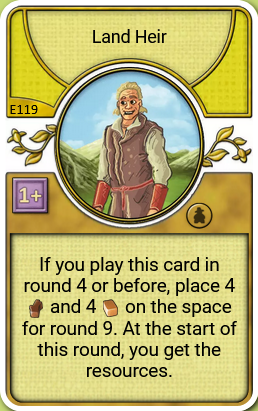 Land Heir
E119
1+
If you play this card in
round 4 or before, place 4
and 4 on the space
for round 9. At the start of
this round, you get the
resources.